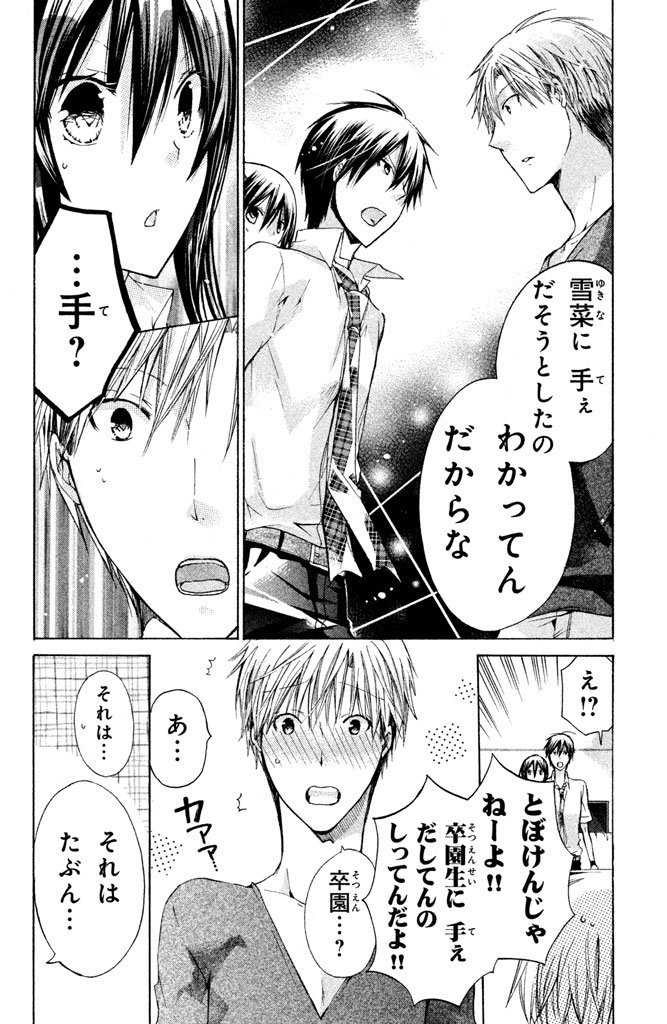 雪菜に 手ぇ
だそうとしたの
わかってん
だからな
…手?
え!?
とぼけんじゃ
ねーよ!!
卒園生に 手ぇ
だしてんの
しってんだよ!!
卒園…?
あ…
カァァ…
それは…
それは
たぶん…